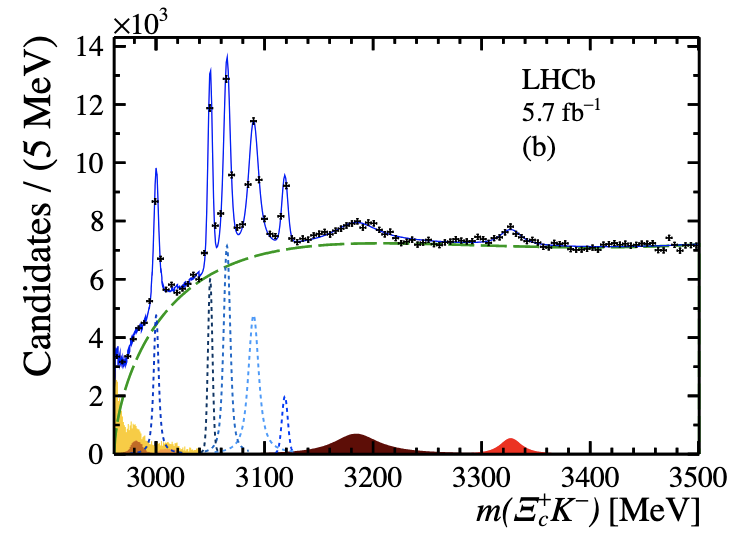 ×10³
Candidates / (5 MeV)
14
12
10
8
6
4
2
0
LHCb
5.7 fb⁻¹
(b)
3000 3100 3200 3300 3400 3500
m(Ξc⁺K⁻) [MeV]